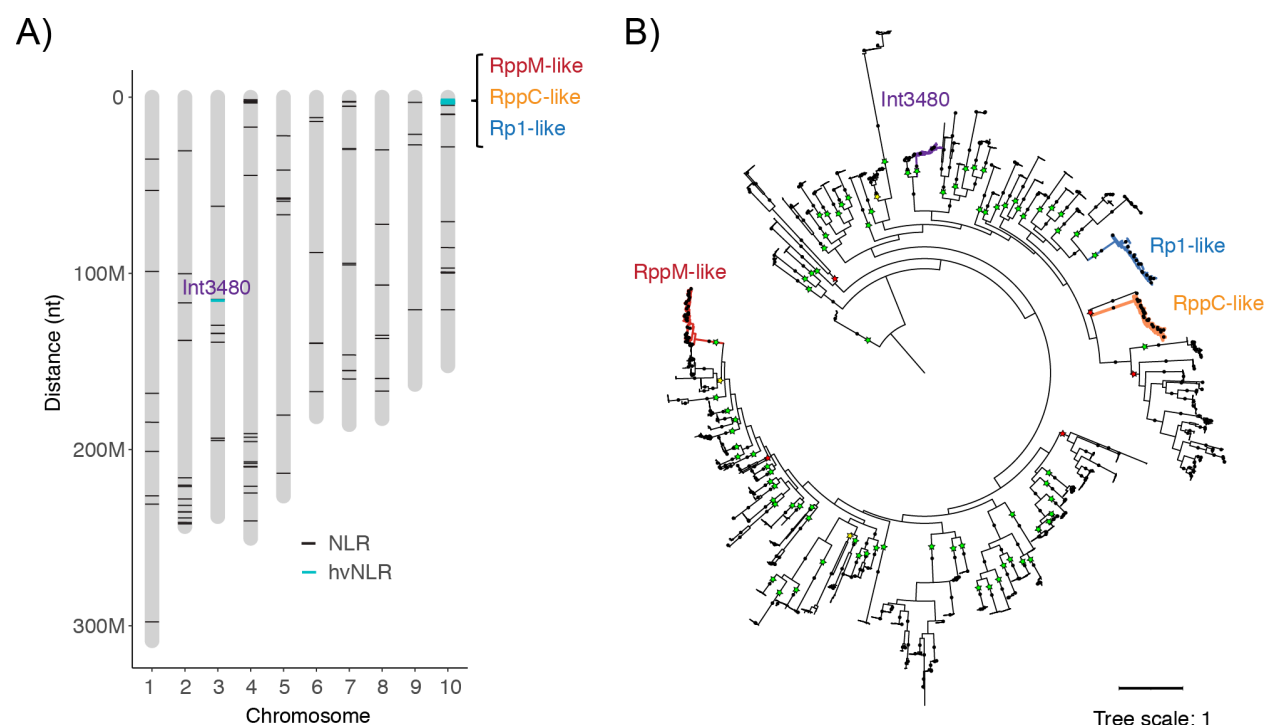 A)
RppM-like
RppC-like
Rp1-like
0
100M
200M
300M
Distance (nt)
Int3480
NLR
hvNLR
1 2 3 4 5 6 7 8 9 10
Chromosome
B)
Int3480
Rp1-like
RppC-like
RppM-like
Tree scale: 1